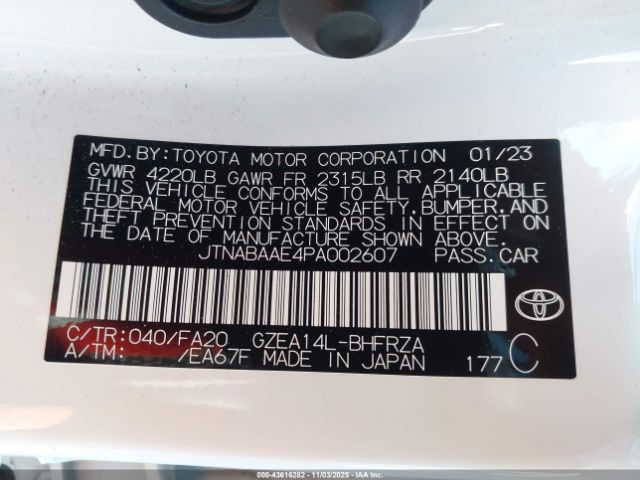 MFD. BY: TOYOTA MOTOR CORPORATION 01/23
GVWR 4220LB GAWR FR 2315LB RR 2140LB
THIS VEHICLE CONFORMS TO ALL APPLICABLE
FEDERAL MOTOR VEHICLE SAFETY, BUMPER, AND
THEFT PREVENTION STANDARDS IN EFFECT ON
THE DATE OF MANUFACTURE SHOWN ABOVE.
JTNABAAE4PA002607 PASS. CAR
C/TR: 040/FA20 GZEA14L-BHFRZA
A/TM: /EA67F MADE IN JAPAN 177 C
000-43616282 - 11/03/2025 - IAAI.COM